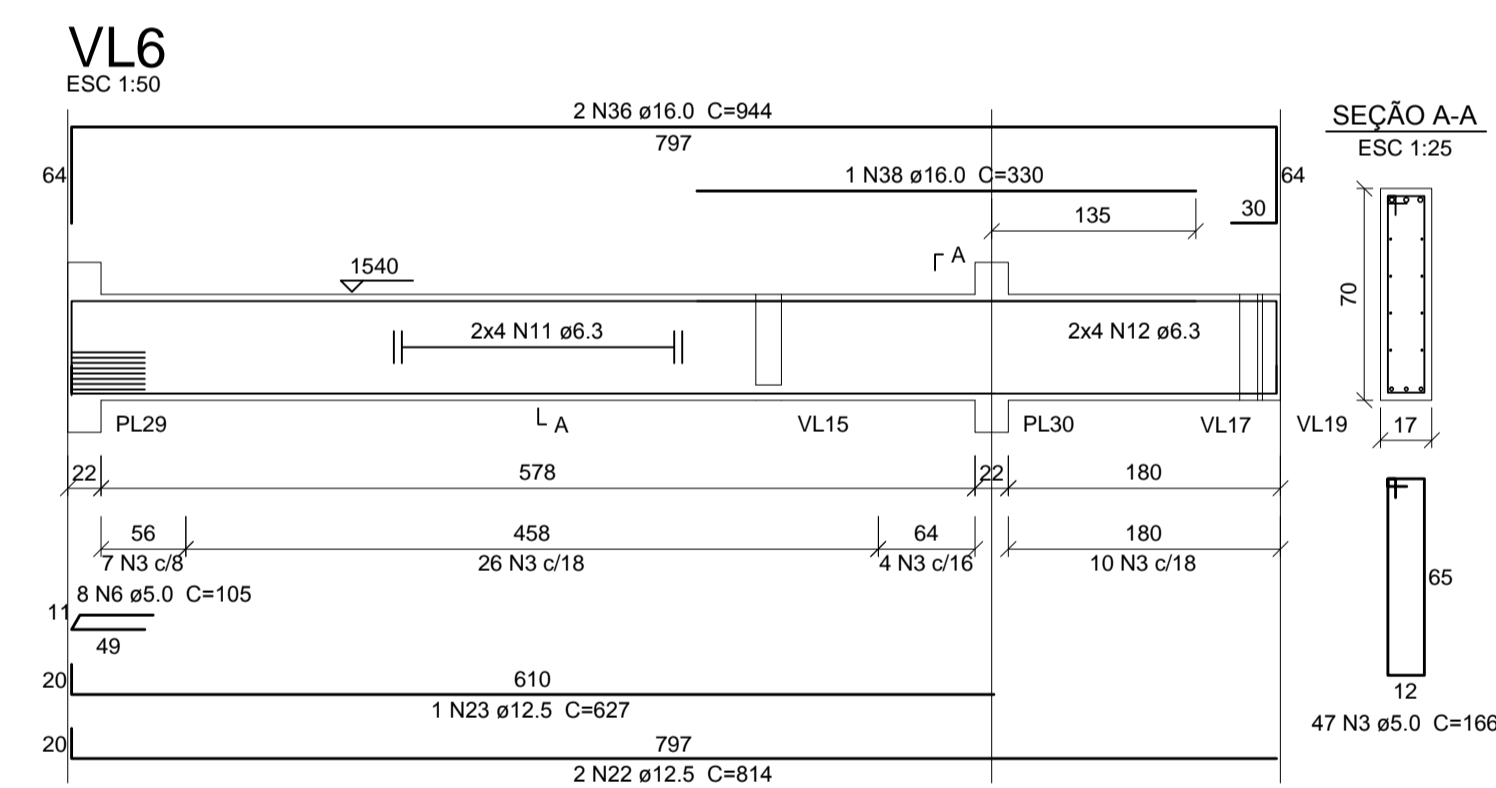 VL6
ESC 1:50
2 N36 ø16.0 C=944
797
64
64
30
1 N38 ø16.0 C=330
135
SEÇÃO A-A
ESC 1:25
A
1540
2x4 N11 ø6.3
2x4 N12 ø6.3
70
PL29
A
VL15
PL30
VL17
VL19
17
22
578
22
180
56
458
64
180
7 N3 c/8
26 N3 c/18
4 N3 c/16
10 N3 c/18
65
8 N6 ø5.0 C=105
11
49
20
610
1 N23 ø12.5 C=627
12
47 N3 ø5.0 C=166
20
797
2 N22 ø12.5 C=814